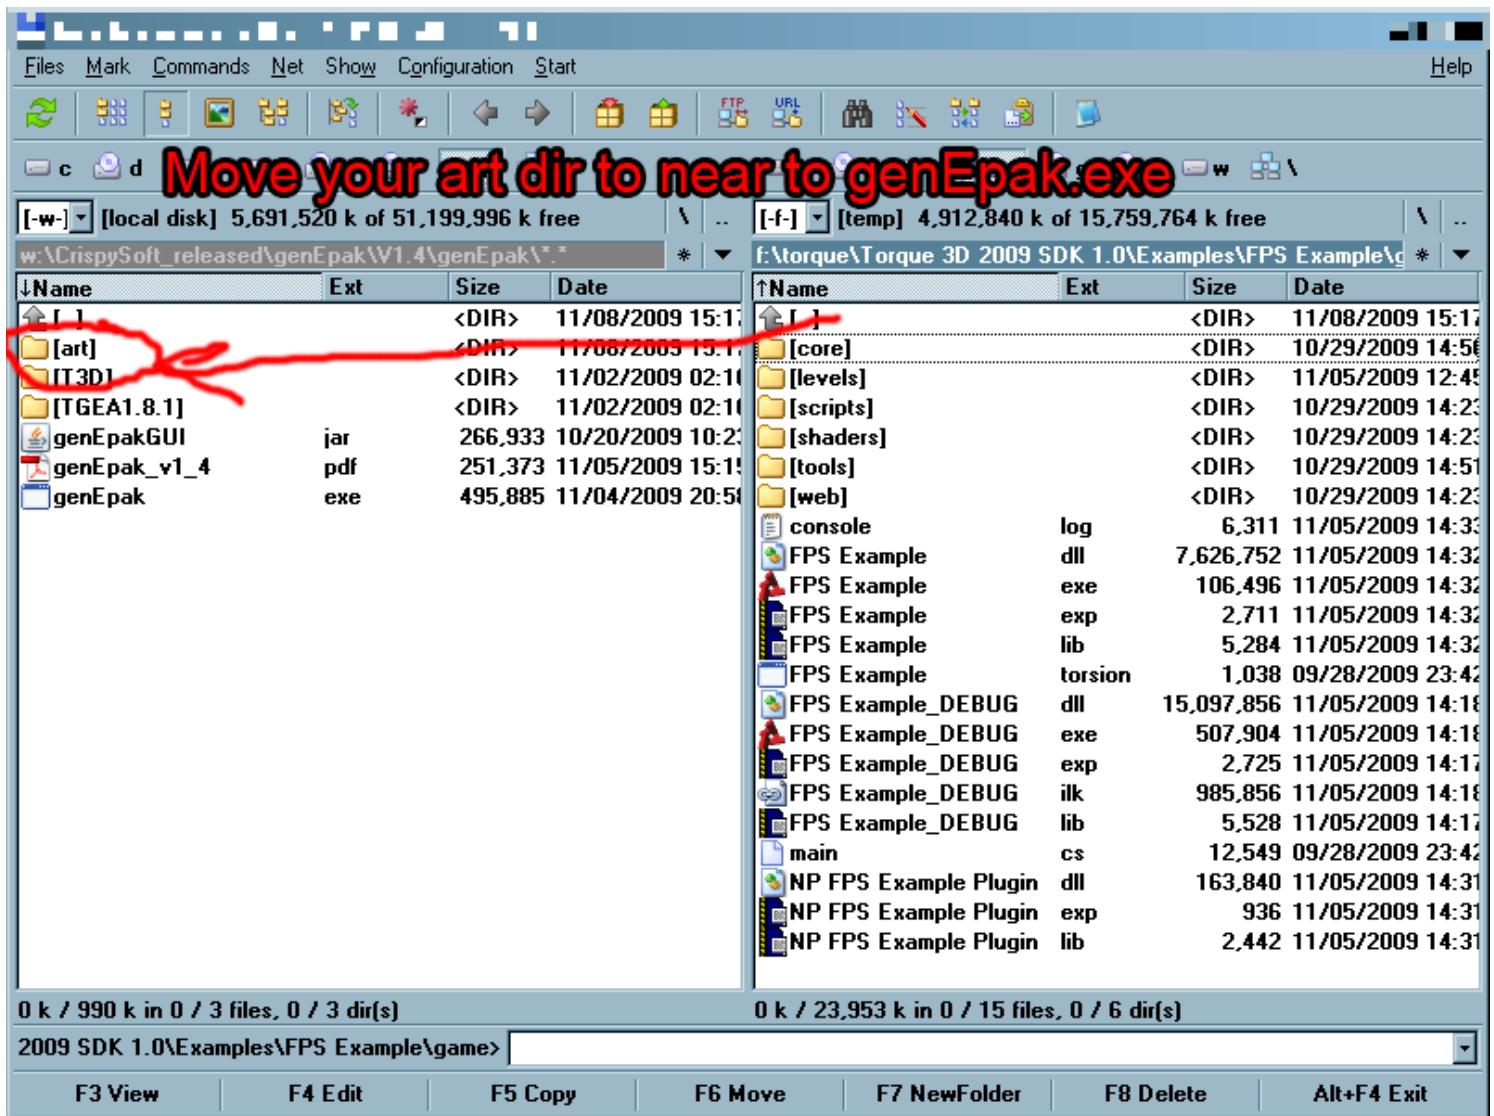 Files Mark Commands Net Show Configuration Start Help
FTP URL
c d w \
Move your art dir to near to genEpak.exe
[-w-] [local disk] 5,691,520 k of 51,199,996 k free \ .. [-f-] [temp] 4,912,840 k of 15,759,764 k free \ ..
w:\CrispySoft_released\genEpak\V1.4\genEpak\*.* * f:\torque\Torque 3D 2009 SDK 1.0\Examples\FPS Example\g *
↓Name Ext Size Date
[..] <DIR> 11/08/2009 15:17
[art] <DIR> 11/08/2009 15:17
[T3D] <DIR> 11/02/2009 02:10
[TGEA1.8.1] <DIR> 11/02/2009 02:10
genEpakGUI jar 266,933 10/20/2009 10:23
genEpak_v1_4 pdf 251,373 11/05/2009 15:15
genEpak exe 495,885 11/04/2009 20:58
0 k / 990 k in 0 / 3 files, 0 / 3 dir(s)
↑Name Ext Size Date
[..] <DIR> 11/08/2009 15:17
[core] <DIR> 10/29/2009 14:56
[levels] <DIR> 11/05/2009 12:45
[scripts] <DIR> 10/29/2009 14:23
[shaders] <DIR> 10/29/2009 14:23
[tools] <DIR> 10/29/2009 14:51
[web] <DIR> 10/29/2009 14:23
console log 6,311 11/05/2009 14:33
FPS Example dll 7,626,752 11/05/2009 14:32
FPS Example exe 106,496 11/05/2009 14:32
FPS Example exp 2,711 11/05/2009 14:32
FPS Example lib 5,284 11/05/2009 14:32
FPS Example torsion 1,038 09/28/2009 23:42
FPS Example_DEBUG dll 15,097,856 11/05/2009 14:18
FPS Example_DEBUG exe 507,904 11/05/2009 14:18
FPS Example_DEBUG exp 2,725 11/05/2009 14:17
FPS Example_DEBUG ilk 985,856 11/05/2009 14:18
FPS Example_DEBUG lib 5,528 11/05/2009 14:17
main cs 12,549 09/28/2009 23:42
NP FPS Example Plugin dll 163,840 11/05/2009 14:31
NP FPS Example Plugin exp 936 11/05/2009 14:31
NP FPS Example Plugin lib 2,442 11/05/2009 14:31
0 k / 23,953 k in 0 / 15 files, 0 / 6 dir(s)
2009 SDK 1.0\Examples\FPS Example\game>
F3 View F4 Edit F5 Copy F6 Move F7 NewFolder F8 Delete Alt+F4 Exit